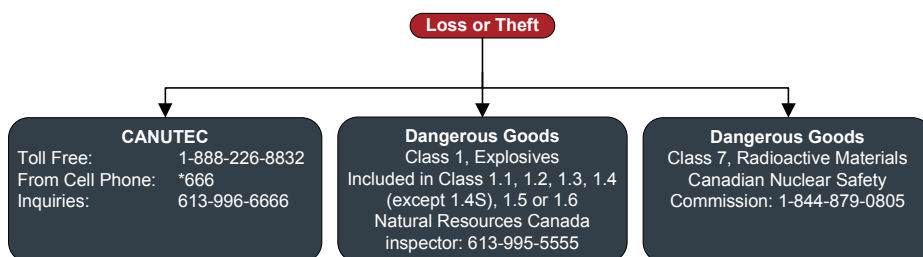 Loss or Theft
CANUTEC
Toll Free: 1-888-226-8832
From Cell Phone: *666
Inquiries: 613-996-6666
Dangerous Goods
Class 1, Explosives
Included in Class 1.1, 1.2, 1.3, 1.4
(except 1.4S), 1.5 or 1.6
Natural Resources Canada
inspector: 613-995-5555
Dangerous Goods
Class 7, Radioactive Materials
Canadian Nuclear Safety
Commission: 1-844-879-0805